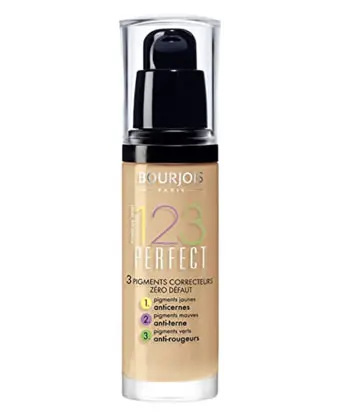 BOURJOIS
PARIS
123
PERFECT
3 PIGMENTS CORRECTEURS
ZÉRO DÉFAUT
1 pigments jaunes
anticernes
2 pigments mauves
anti-terne
3 pigments verts
anti-rougeurs